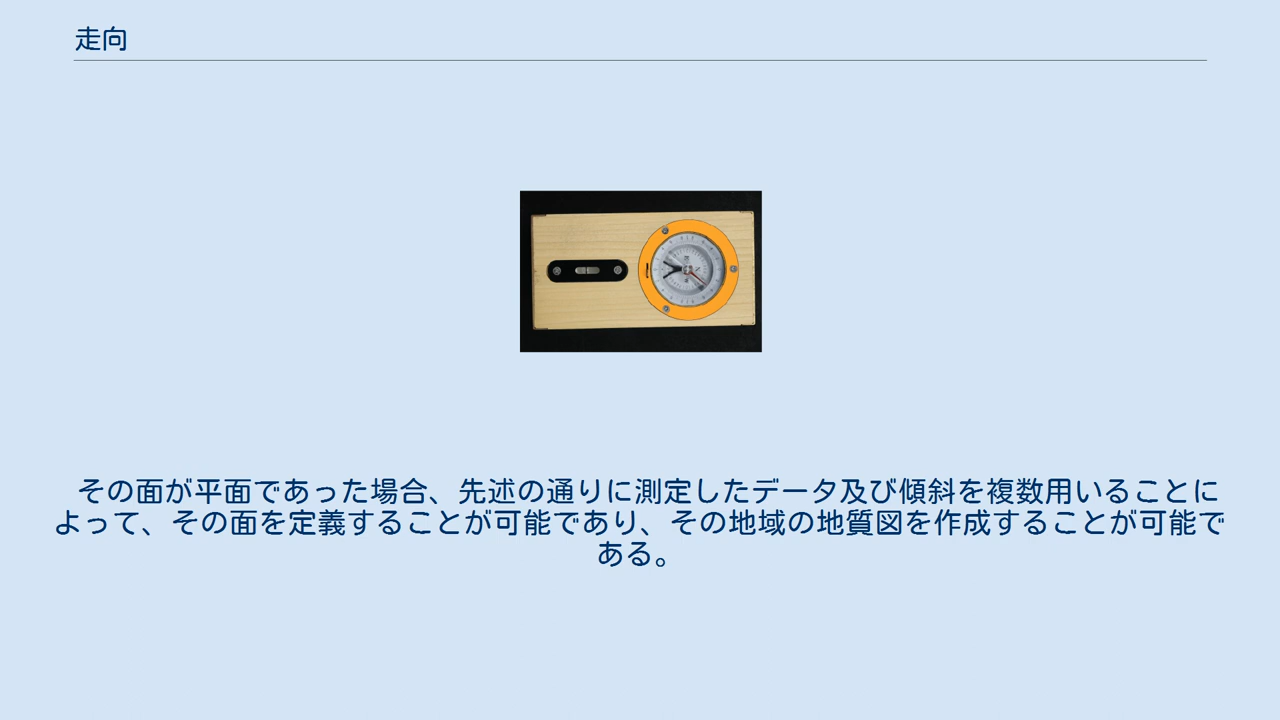 走向
その面が平面であった場合、先述の通りに測定したデータ及び傾斜を複数用いることに
よって、その面を定義することが可能であり、その地域の地質図を作成することが可能で
ある。